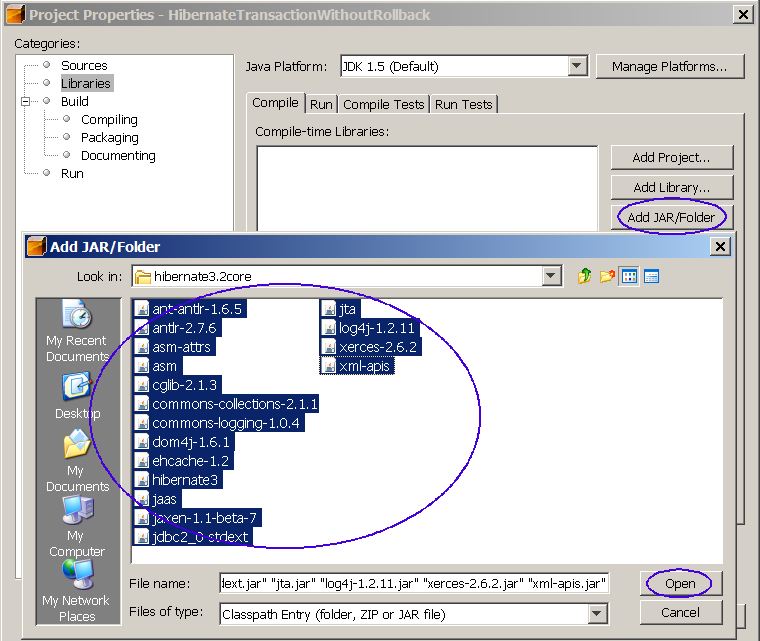 Project Properties - HibernateTransactionWithoutRollback
Categories:
Sources
Libraries
Build
Compiling
Packaging
Documenting
Run
Java Platform: JDK 1.5 (Default) Manage Platforms...
Compile Run Compile Tests Run Tests
Compile-time Libraries:
Add Project...
Add Library...
Add JAR/Folder
Add JAR/Folder
Look in: hibernate3.2core
My Recent
Documents
Desktop
My
Documents
My
Computer
My Network
Places
ant-antlr-1.6.5
antlr-2.7.6
asm-attrs
asm
cglib-2.1.3
commons-collections-2.1.1
commons-logging-1.0.4
dom4j-1.6.1
ehcache-1.2
hibernate3
jaas
jaxen-1.1-beta-7
jdbc2_0-stdext
jta
log4j-1.2.11
xerces-2.6.2
xml-apis
File name: dext.jar" "jta.jar" "log4j-1.2.11.jar" "xerces-2.6.2.jar" "xml-apis.jar" Open
Files of type: Classpath Entry (folder, ZIP or JAR file) Cancel